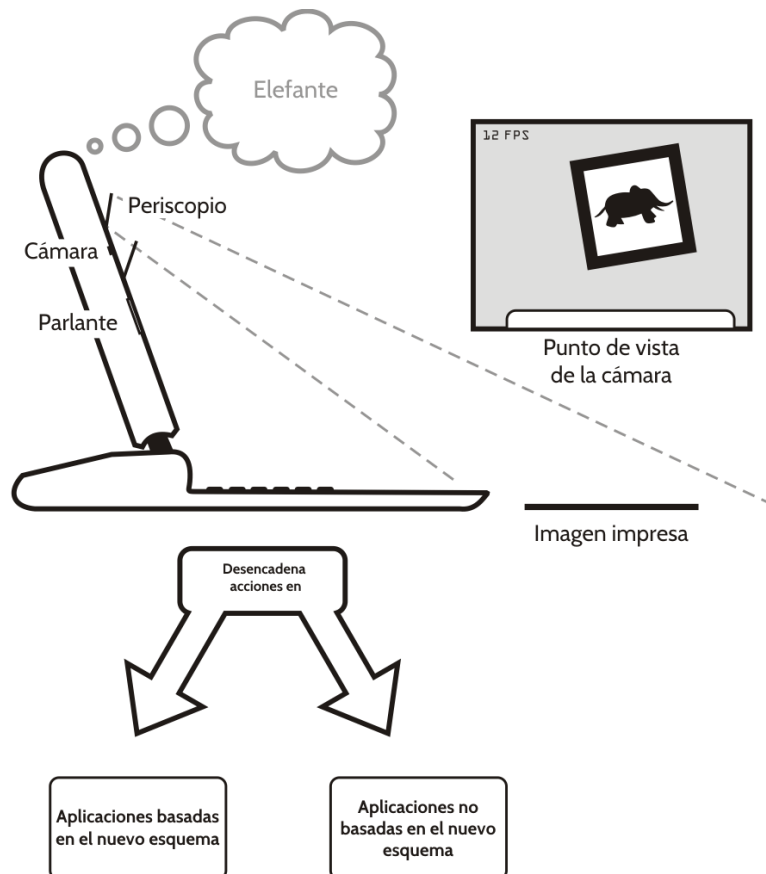 Elefante
12 FPS
Periscopio
Cámara
Parlante
Punto de vista
de la cámara
Imagen impresa
Desencadena
acciones en
Aplicaciones basadas
en el nuevo esquema
Aplicaciones no
basadas en el nuevo
esquema